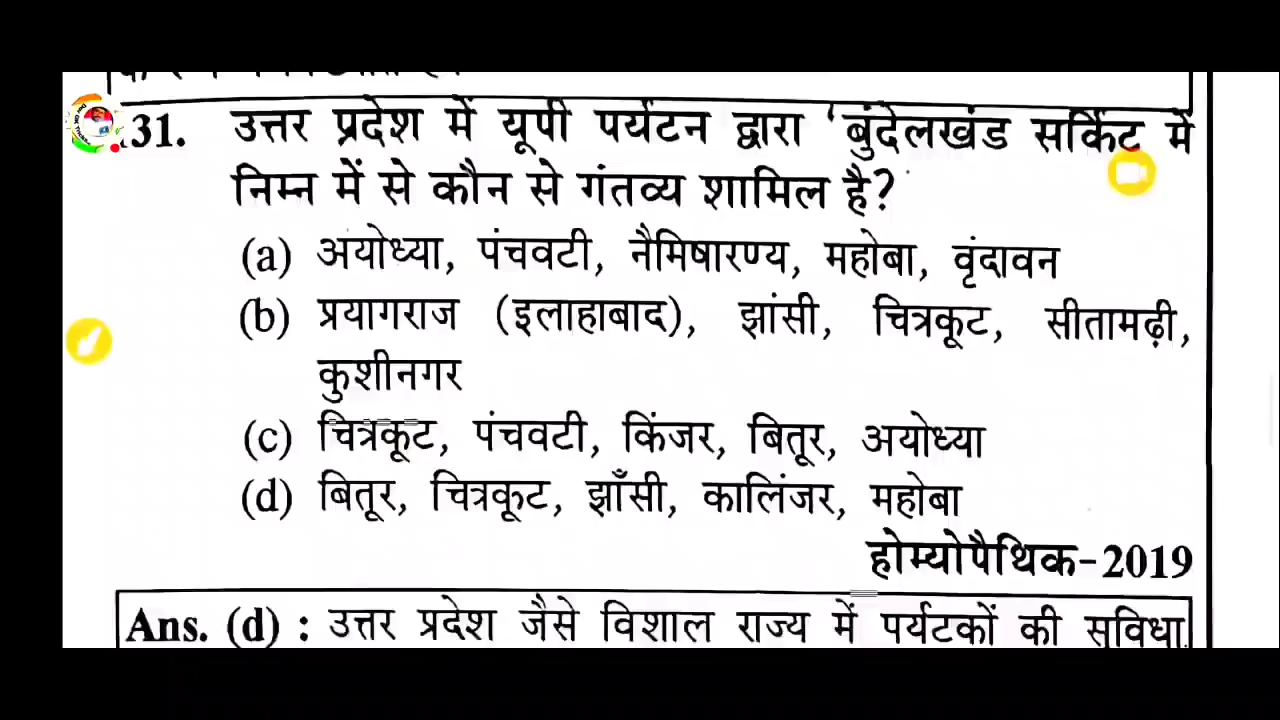 131. उत्तर प्रदेश में यूपी पर्यटन द्वारा 'बुंदेलखंड सर्किट में
निम्न में से कौन से गंतव्य शामिल है?
(a) अयोध्या, पंचवटी, नैमिषारण्य, महोबा, वृंदावन
(b) प्रयागराज (इलाहाबाद), झांसी, चित्रकूट, सीतामढ़ी,
कुशीनगर
(c) चित्रकूट, पंचवटी, किंजर, बितूर, अयोध्या
(d) बितूर, चित्रकूट, झाँसी, कालिंजर, महोबा
होम्योपैथिक-2019
Ans. (d) : उत्तर प्रदेश जैसे विशाल राज्य में पर्यटकों की सुविधा